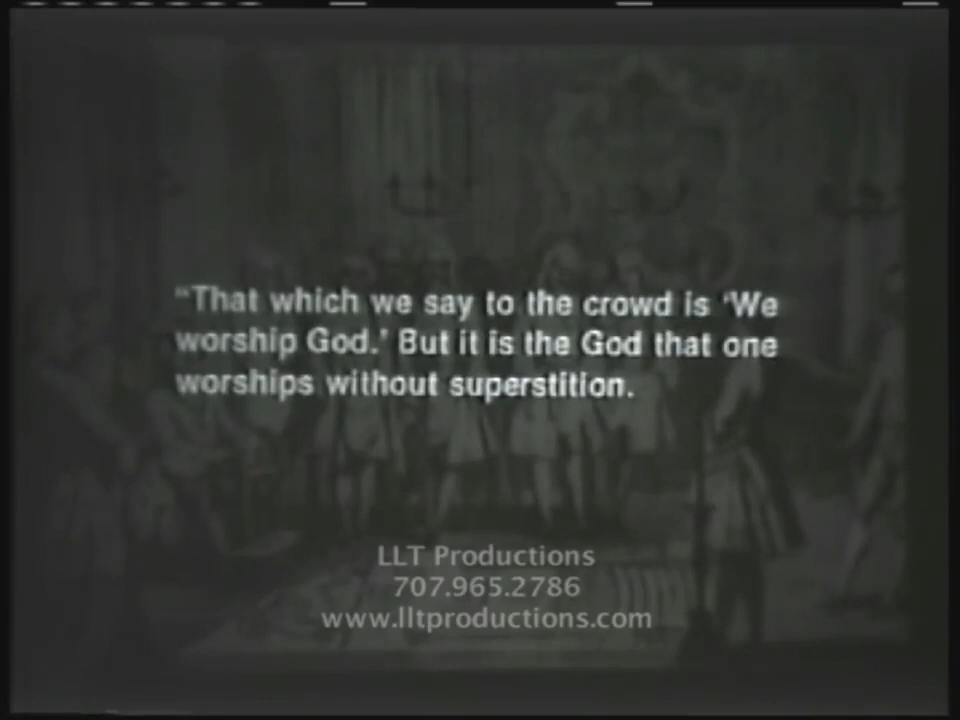 “That which we say to the crowd is ‘We
worship God.’ But it is the God that one
worships without superstition.
LLT Productions
707.965.2786
www.lltproductions.com